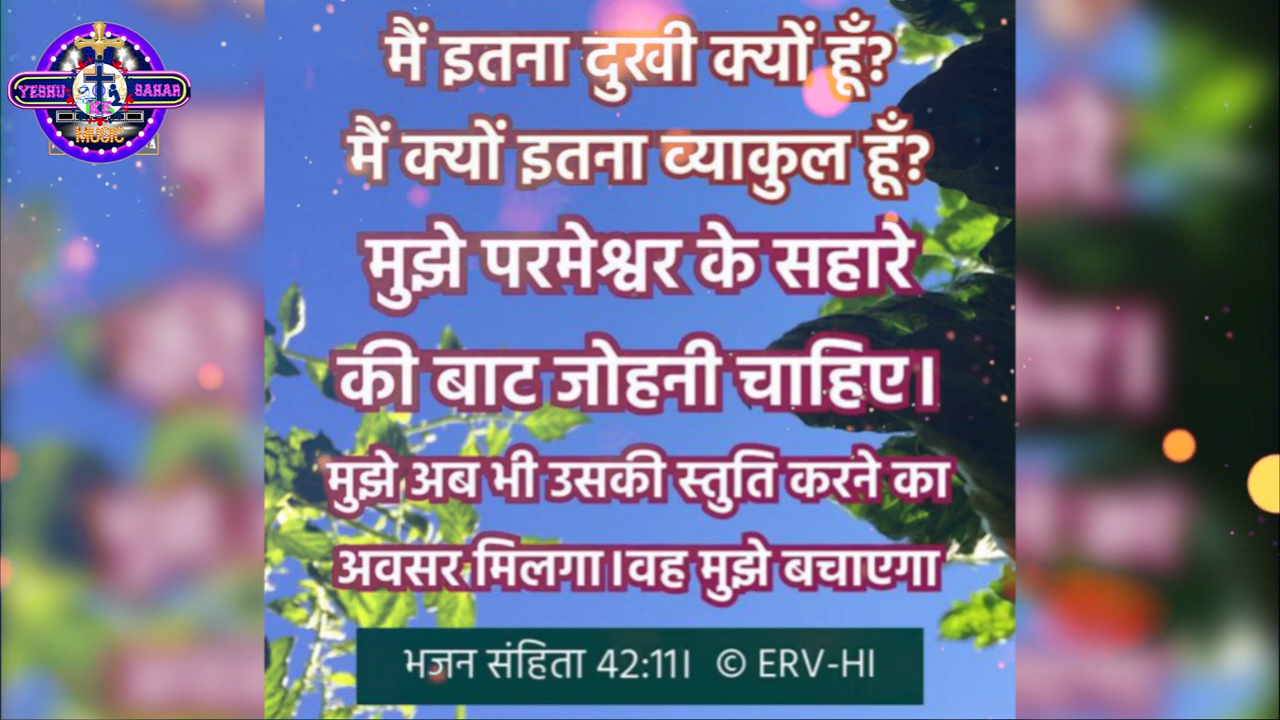 YESHU SAHAR
MUSIC
मैं इतना दुखी क्यों हूँ?
मैं क्यों इतना व्याकुल हूँ?
मुझे परमेश्वर के सहारे
की बाट जोहनी चाहिए।
मुझे अब भी उसकी स्तुति करने का
अवसर मिलगा।वह मुझे बचाएगा
भजन संहिता 42:11। © ERV-HI